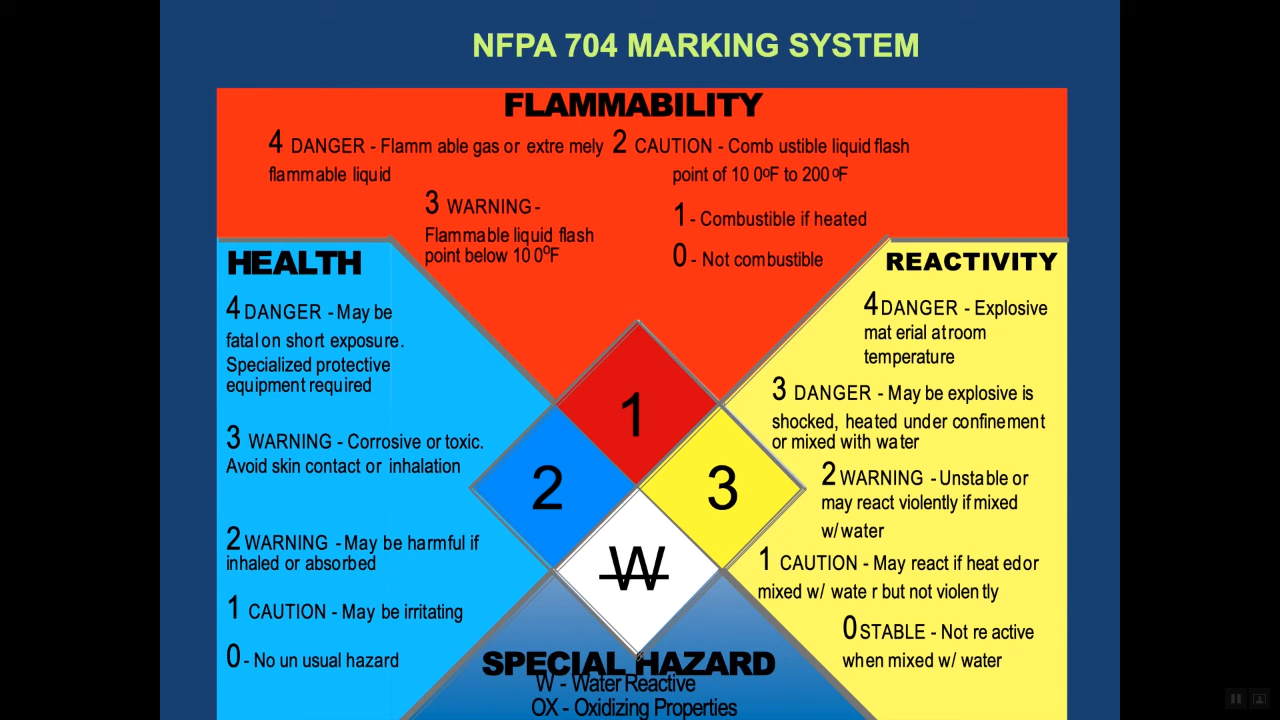 NFPA 704 MARKING SYSTEM
FLAMMABILITY
4 DANGER - Flamm able gas or extre mely
flammable liquid
3 WARNING -
Flammable liquid flash
point below 10 0ºF
2 CAUTION - Comb ustible liquid flash
point of 10 0ºF to 200 ºF
1 - Combustible if heated
0 - Not combustible
HEALTH
4 DANGER - May be
fatal on short exposure.
Specialized protective
equipment required
3 WARNING - Corrosive or toxic.
Avoid skin contact or inhalation
2 WARNING - May be harmful if
inhaled or absorbed
1 CAUTION - May be irritating
0 - No un usual hazard
REACTIVITY
4 DANGER - Explosive
mat erial at room
temperature
3 DANGER - May be explosive is
shocked, heated under confinement
or mixed with water
2 WARNING - Unstable or
may react violently if mixed
w/ water
1 CAUTION - May react if heat ed or
mixed w/ wate r but not violen tly
0 STABLE - Not re active
when mixed w/ water
1
2
3
W
SPECIAL HAZARD
W - Water Reactive
OX - Oxidizing Properties